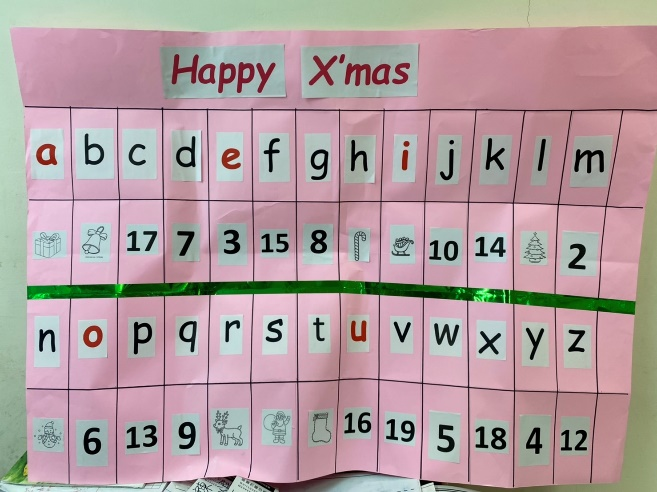 Happy X'mas
a b c d e f g h i j k l m
17 7 3 15 8 10 14 2
n o p q r s t u v w x y z
6 13 9 16 19 5 18 4 12